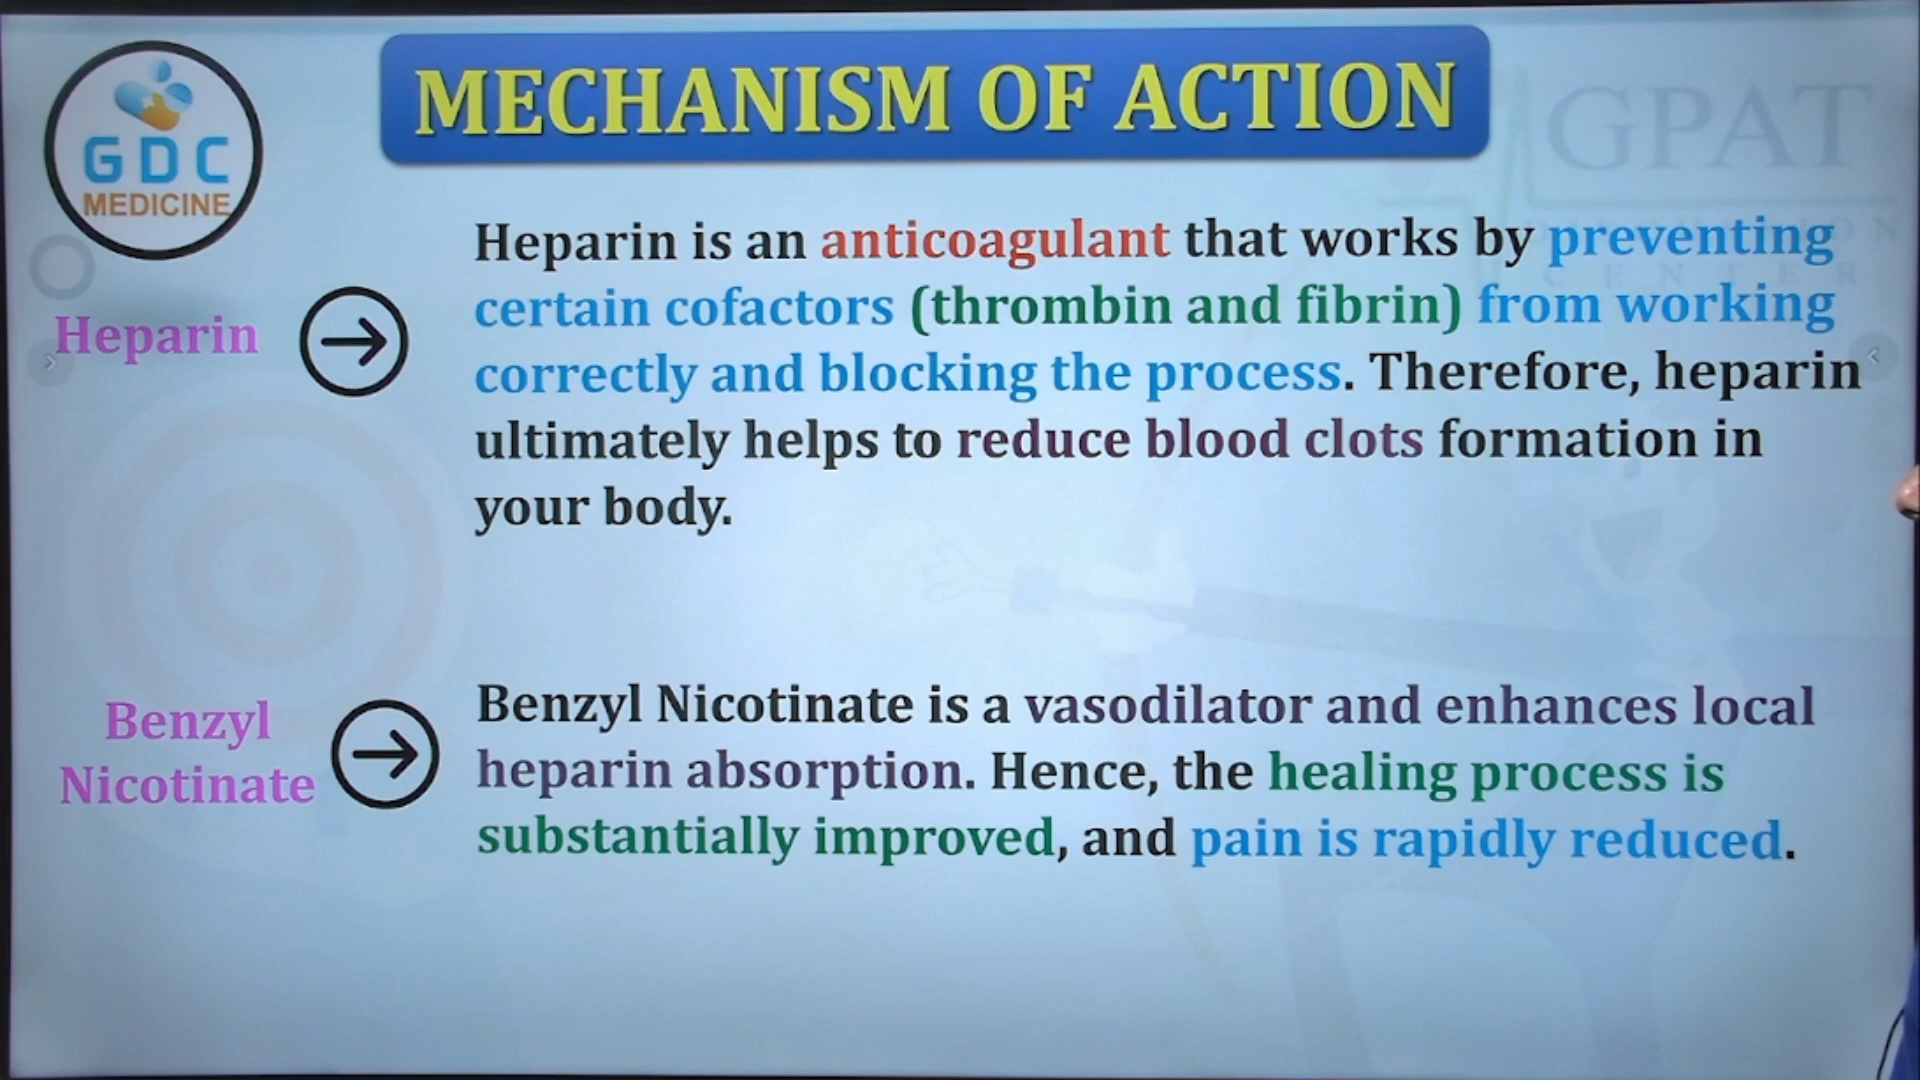 MECHANISM OF ACTION
GPAT
GDC
MEDICINE
Heparin is an anticoagulant that works by preventing
certain cofactors (thrombin and fibrin) from working
correctly and blocking the process. Therefore, heparin
ultimately helps to reduce blood clots formation in
your body.
Heparin
CENTER
Benzyl Nicotinate is a vasodilator and enhances local
heparin absorption. Hence, the healing process is
substantially improved, and pain is rapidly reduced.
Benzyl
Nicotinate